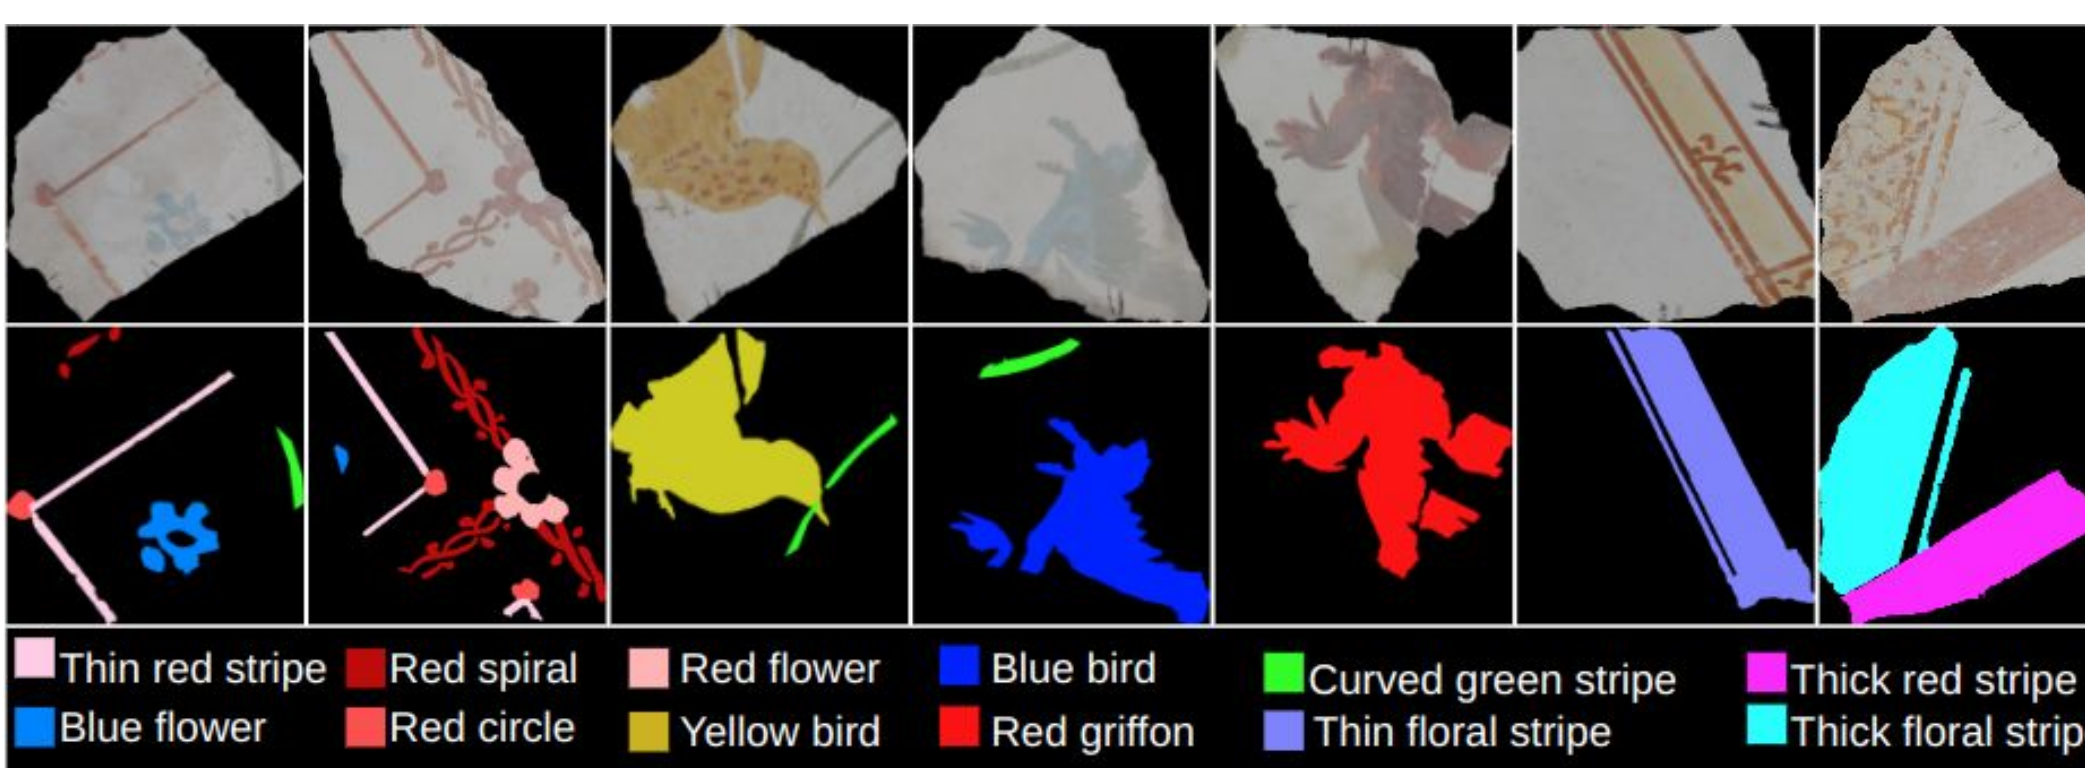 Thin red stripe Red spiral Red flower Blue bird Curved green stripe Thick red stripe
Blue flower Red circle Yellow bird Red griffon Thin floral stripe Thick floral strip